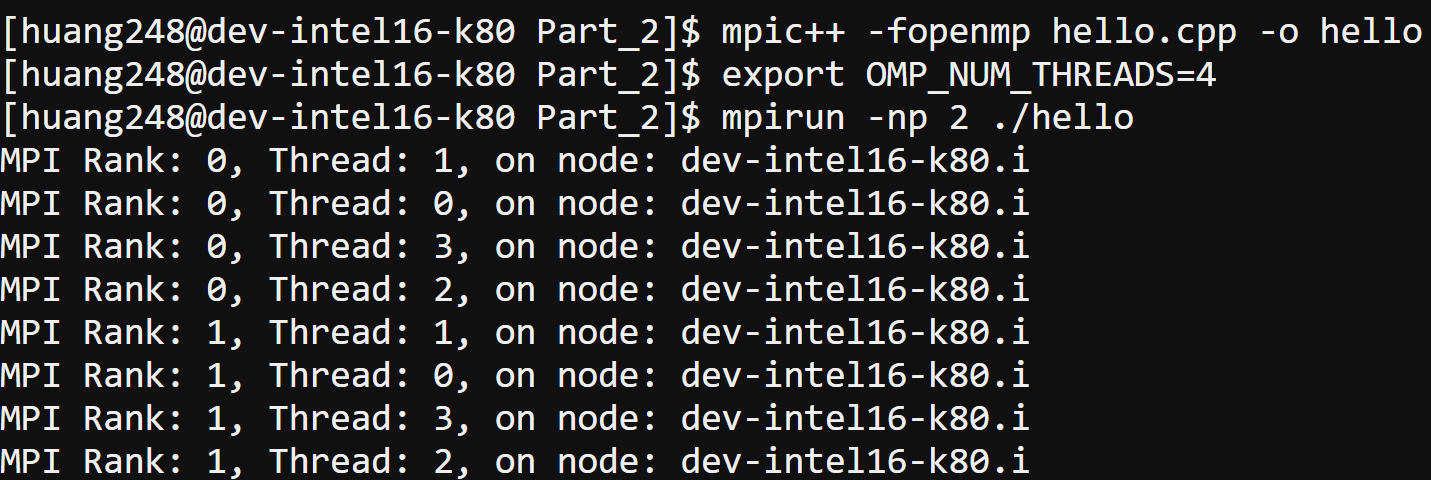 [huang248@dev-intel16-k80 Part_2]$ mpic++ -fopenmp hello.cpp -o hello
[huang248@dev-intel16-k80 Part_2]$ export OMP_NUM_THREADS=4
[huang248@dev-intel16-k80 Part_2]$ mpirun -np 2 ./hello
MPI Rank: 0, Thread: 1, on node: dev-intel16-k80.i
MPI Rank: 0, Thread: 0, on node: dev-intel16-k80.i
MPI Rank: 0, Thread: 3, on node: dev-intel16-k80.i
MPI Rank: 0, Thread: 2, on node: dev-intel16-k80.i
MPI Rank: 1, Thread: 1, on node: dev-intel16-k80.i
MPI Rank: 1, Thread: 0, on node: dev-intel16-k80.i
MPI Rank: 1, Thread: 3, on node: dev-intel16-k80.i
MPI Rank: 1, Thread: 2, on node: dev-intel16-k80.i